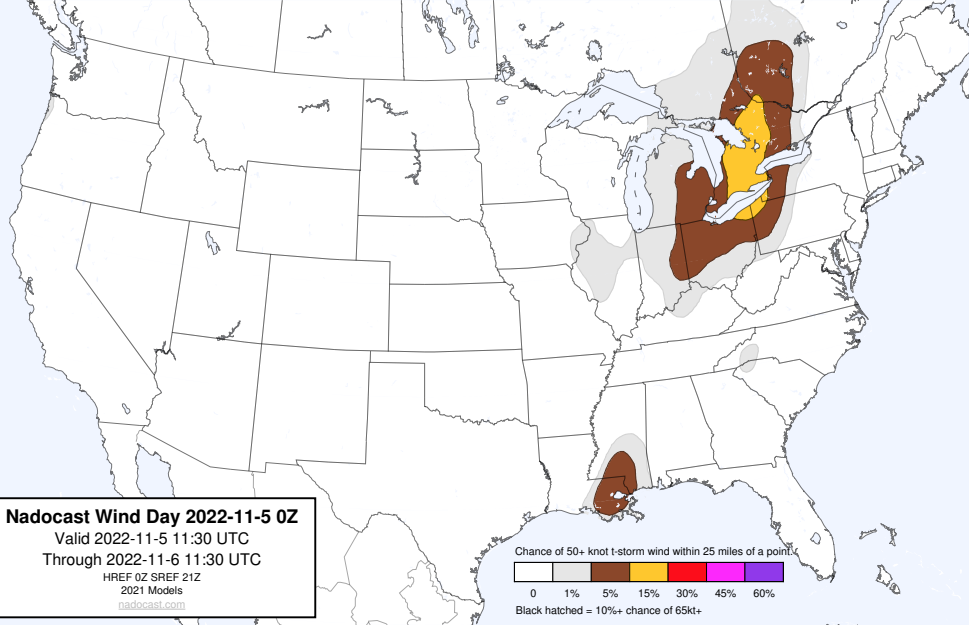 Nadocast Wind Day 2022-11-5 0Z
Valid 2022-11-5 11:30 UTC
Through 2022-11-6 11:30 UTC
HREF 0Z SREF 21Z
2021 Models
nadocast.com
Chance of 50+ knot t-storm wind within 25 miles of a point.
0 1% 5% 15% 30% 45% 60%
Black hatched = 10%+ chance of 65kt+